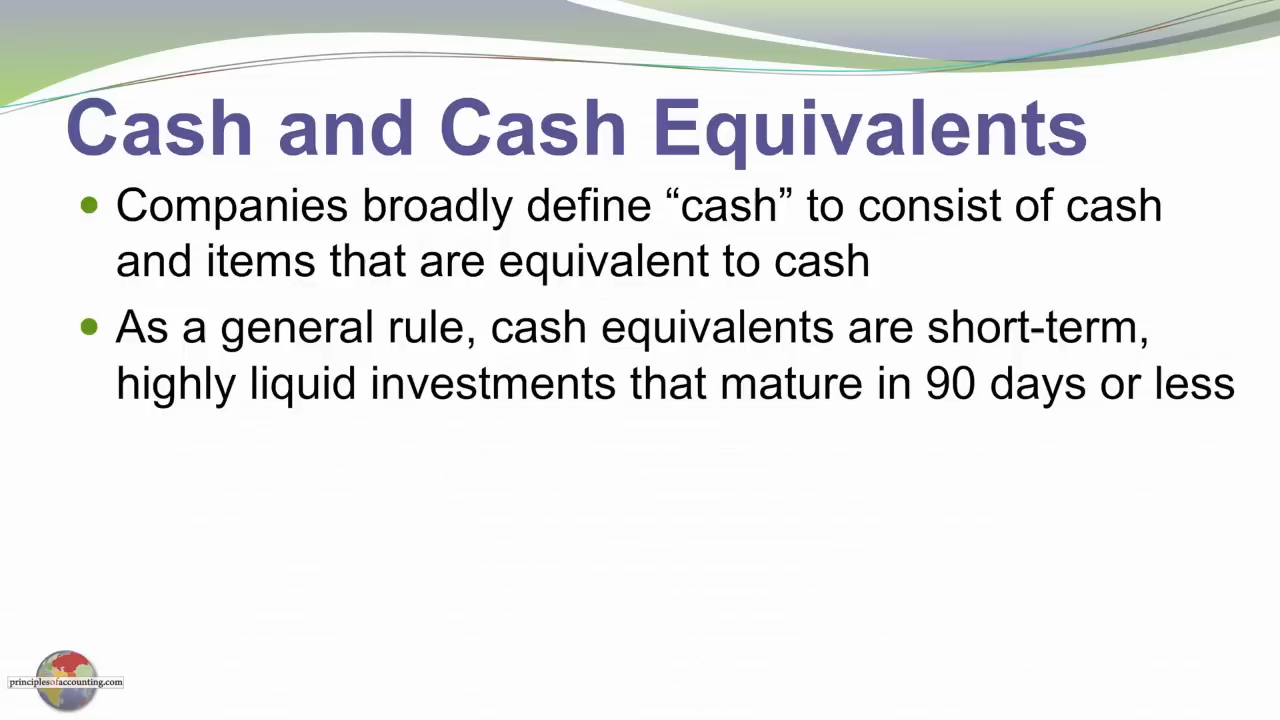 Cash and Cash Equivalents
• Companies broadly define “cash” to consist of cash
and items that are equivalent to cash
• As a general rule, cash equivalents are short-term,
highly liquid investments that mature in 90 days or less
principlesofaccounting.com